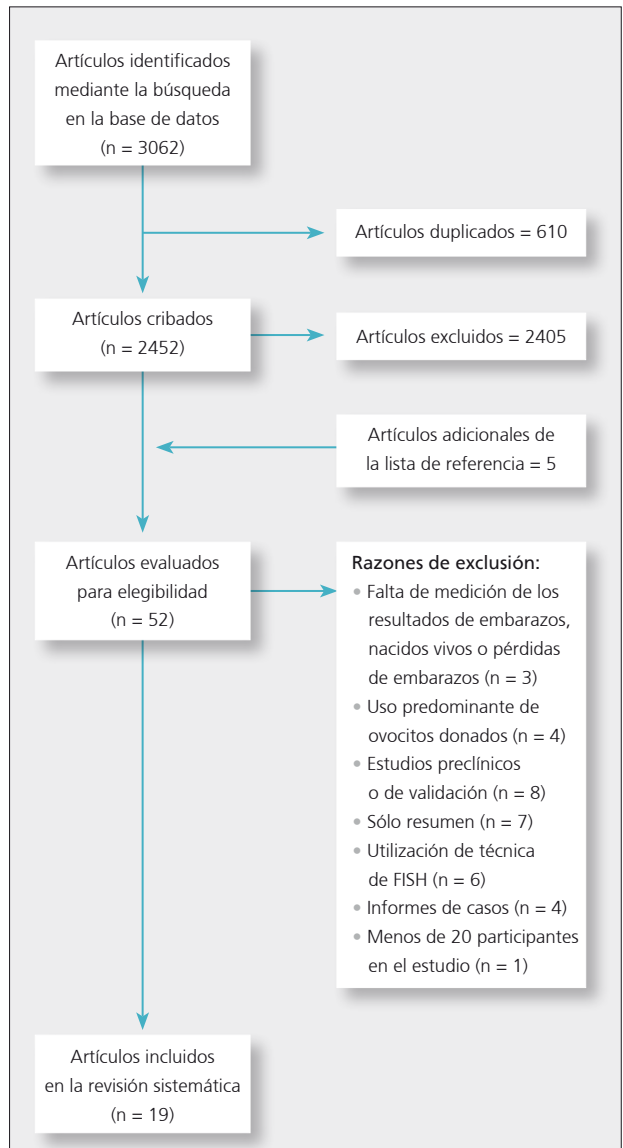 Artículos identificados
mediante la búsqueda
en la base de datos
(n = 3062)
Artículos duplicados = 610
Artículos cribados
(n = 2452)
Artículos excluidos = 2405
Artículos adicionales de
la lista de referencia = 5
Artículos evaluados
para elegibilidad
(n = 52)
Razones de exclusión:
• Falta de medición de los
resultados de embarazos,
nacidos vivos o pérdidas
de embarazos (n = 3)
• Uso predominante de
ovocitos donados (n = 4)
• Estudios preclínicos
o de validación (n = 8)
• Sólo resumen (n = 7)
• Utilización de técnica
de FISH (n = 6)
• Informes de casos (n = 4)
• Menos de 20 participantes
en el estudio (n = 1)
Artículos incluidos
en la revisión sistemática
(n = 19)